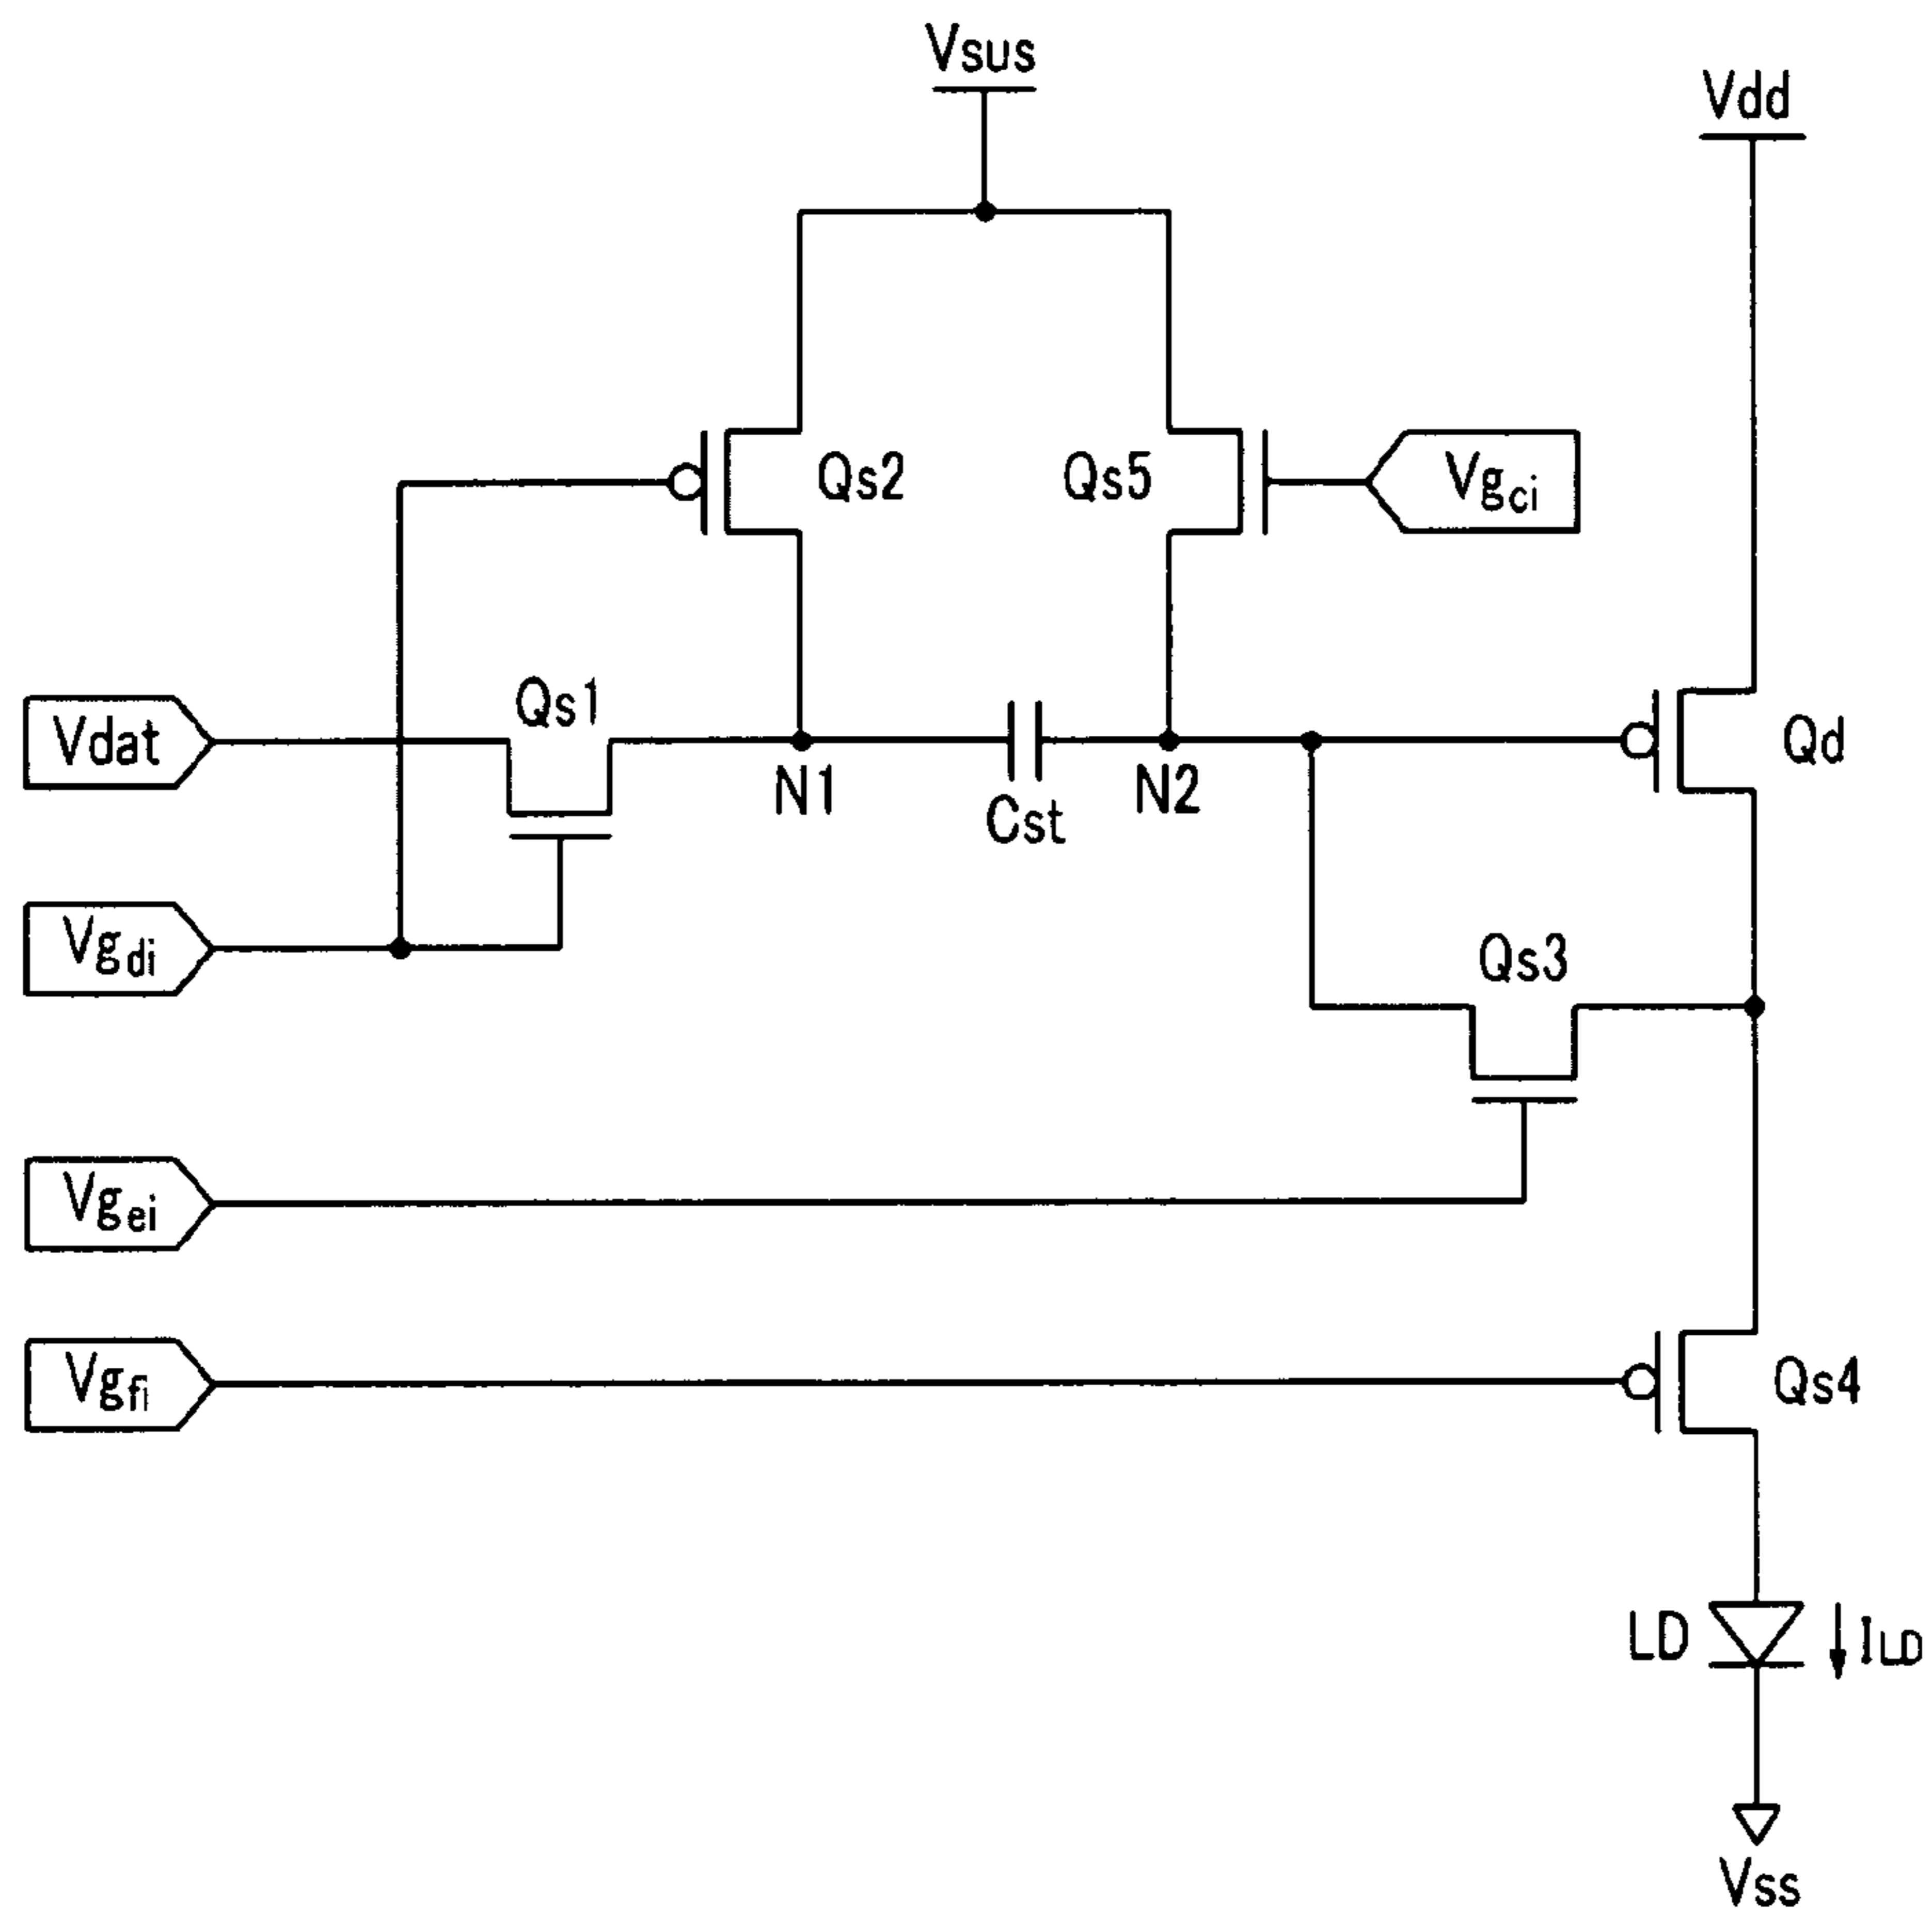 Vsus
Vdd
Qs2
Qs5
Vgci
Vdat
Qs1
N1
Cst
N2
Qd
Vgdi
Qs3
Vgei
Vgfi
Qs4
LD
ILD
Vss